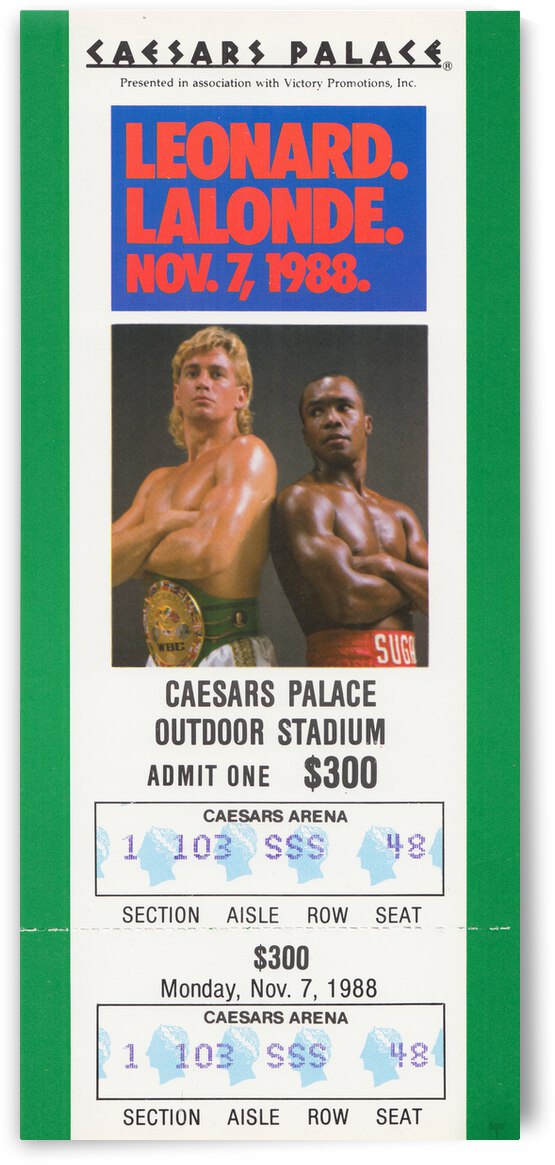 CAESARS PALACE®
Presented in association with Victory Promotions, Inc.
LEONARD.
LALONDE.
NOV. 7, 1988.
WBC
SUGA
CAESARS PALACE
OUTDOOR STADIUM
ADMIT ONE $300
CAESARS ARENA
1 103 SSS 48
SECTION AISLE ROW SEAT
$300
Monday, Nov. 7, 1988
CAESARS ARENA
1 103 SSS 48
SECTION AISLE ROW SEAT